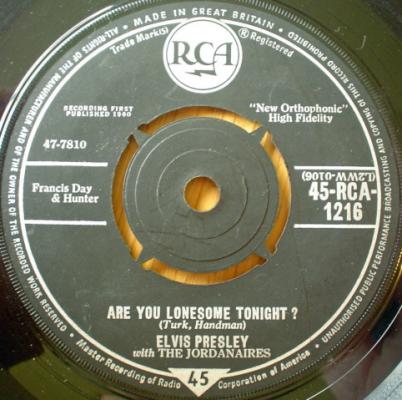 ALL-RIGHTS OF THE MANUFACTURER AND OF THE OWNER OF THE RECORDED WORK RESERVED
• MADE IN GREAT BRITAIN •
UNAUTHORISED PUBLIC PERFORMANCE BROADCASTING AND COPYING OF THIS RECORD PROHIBITED
Trade Mark(s)
RCA
® Registered
RECORDING FIRST
PUBLISHED 1960
"New Orthophonic"
High Fidelity
47-7810
Francis Day
& Hunter
(L2WW-0106)
45-RCA-
1216
ARE YOU LONESOME TONIGHT ?
(Turk, Handman)
ELVIS PRESLEY
with THE JORDANAIRES
Master Recording of Radio Corporation of America
45